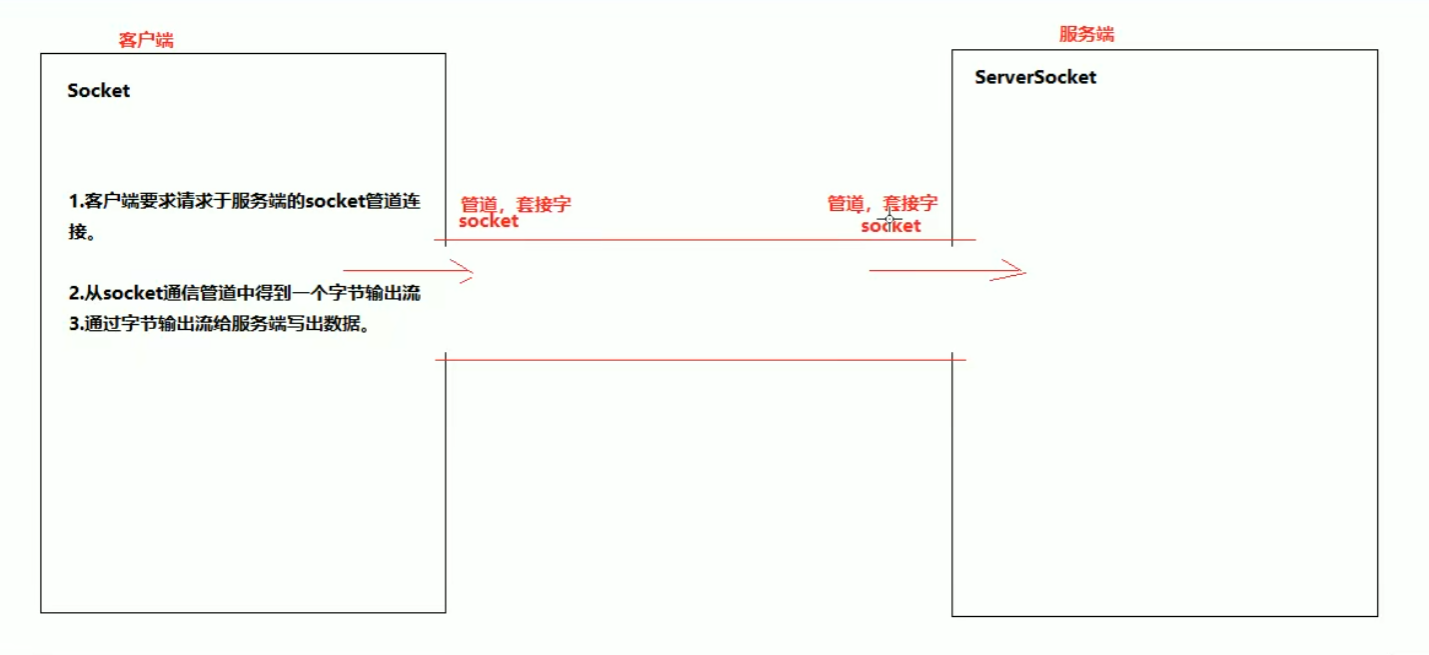 客户端
服务端
Socket
ServerSocket
1.客户端要求请求于服务端的socket管道连
接。
管道，套接字
socket
管道，套接字
socket
2.从socket通信管道中得到一个字节输出流
3.通过字节输出流给服务端写出数据。